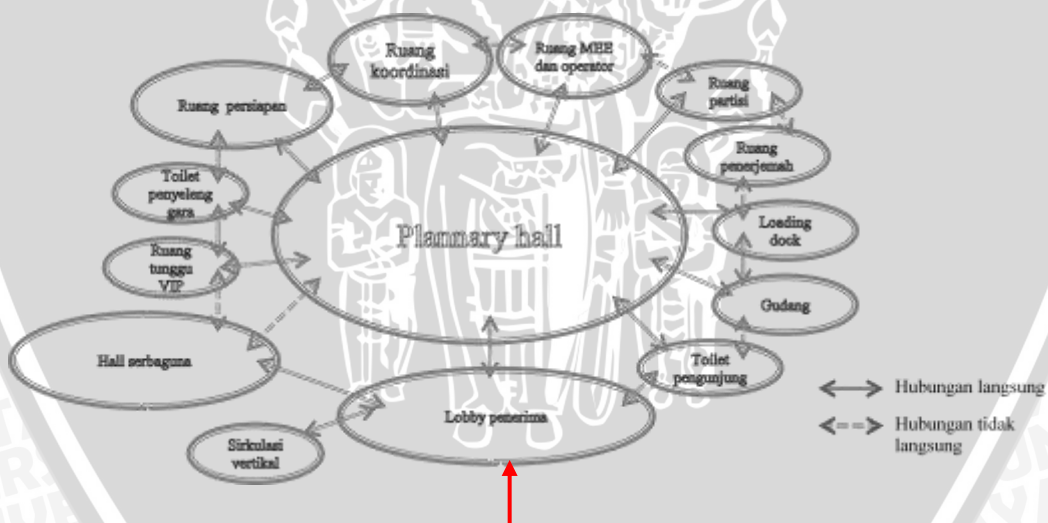 Ruang
koordinasi
Ruang MEE
dan operator
Ruang
partisi
Ruang persiapan
Ruang
penerjemah
Toilet
penyeleng
gara
Loading
dock
Plannary hall
Ruang
tunggu
VIP
Gudang
Hall serbaguna
Toilet
pengunjung
Hubungan langsung
Lobby penerima
Hubungan tidak
langsung
Sirkulasi
vertikal